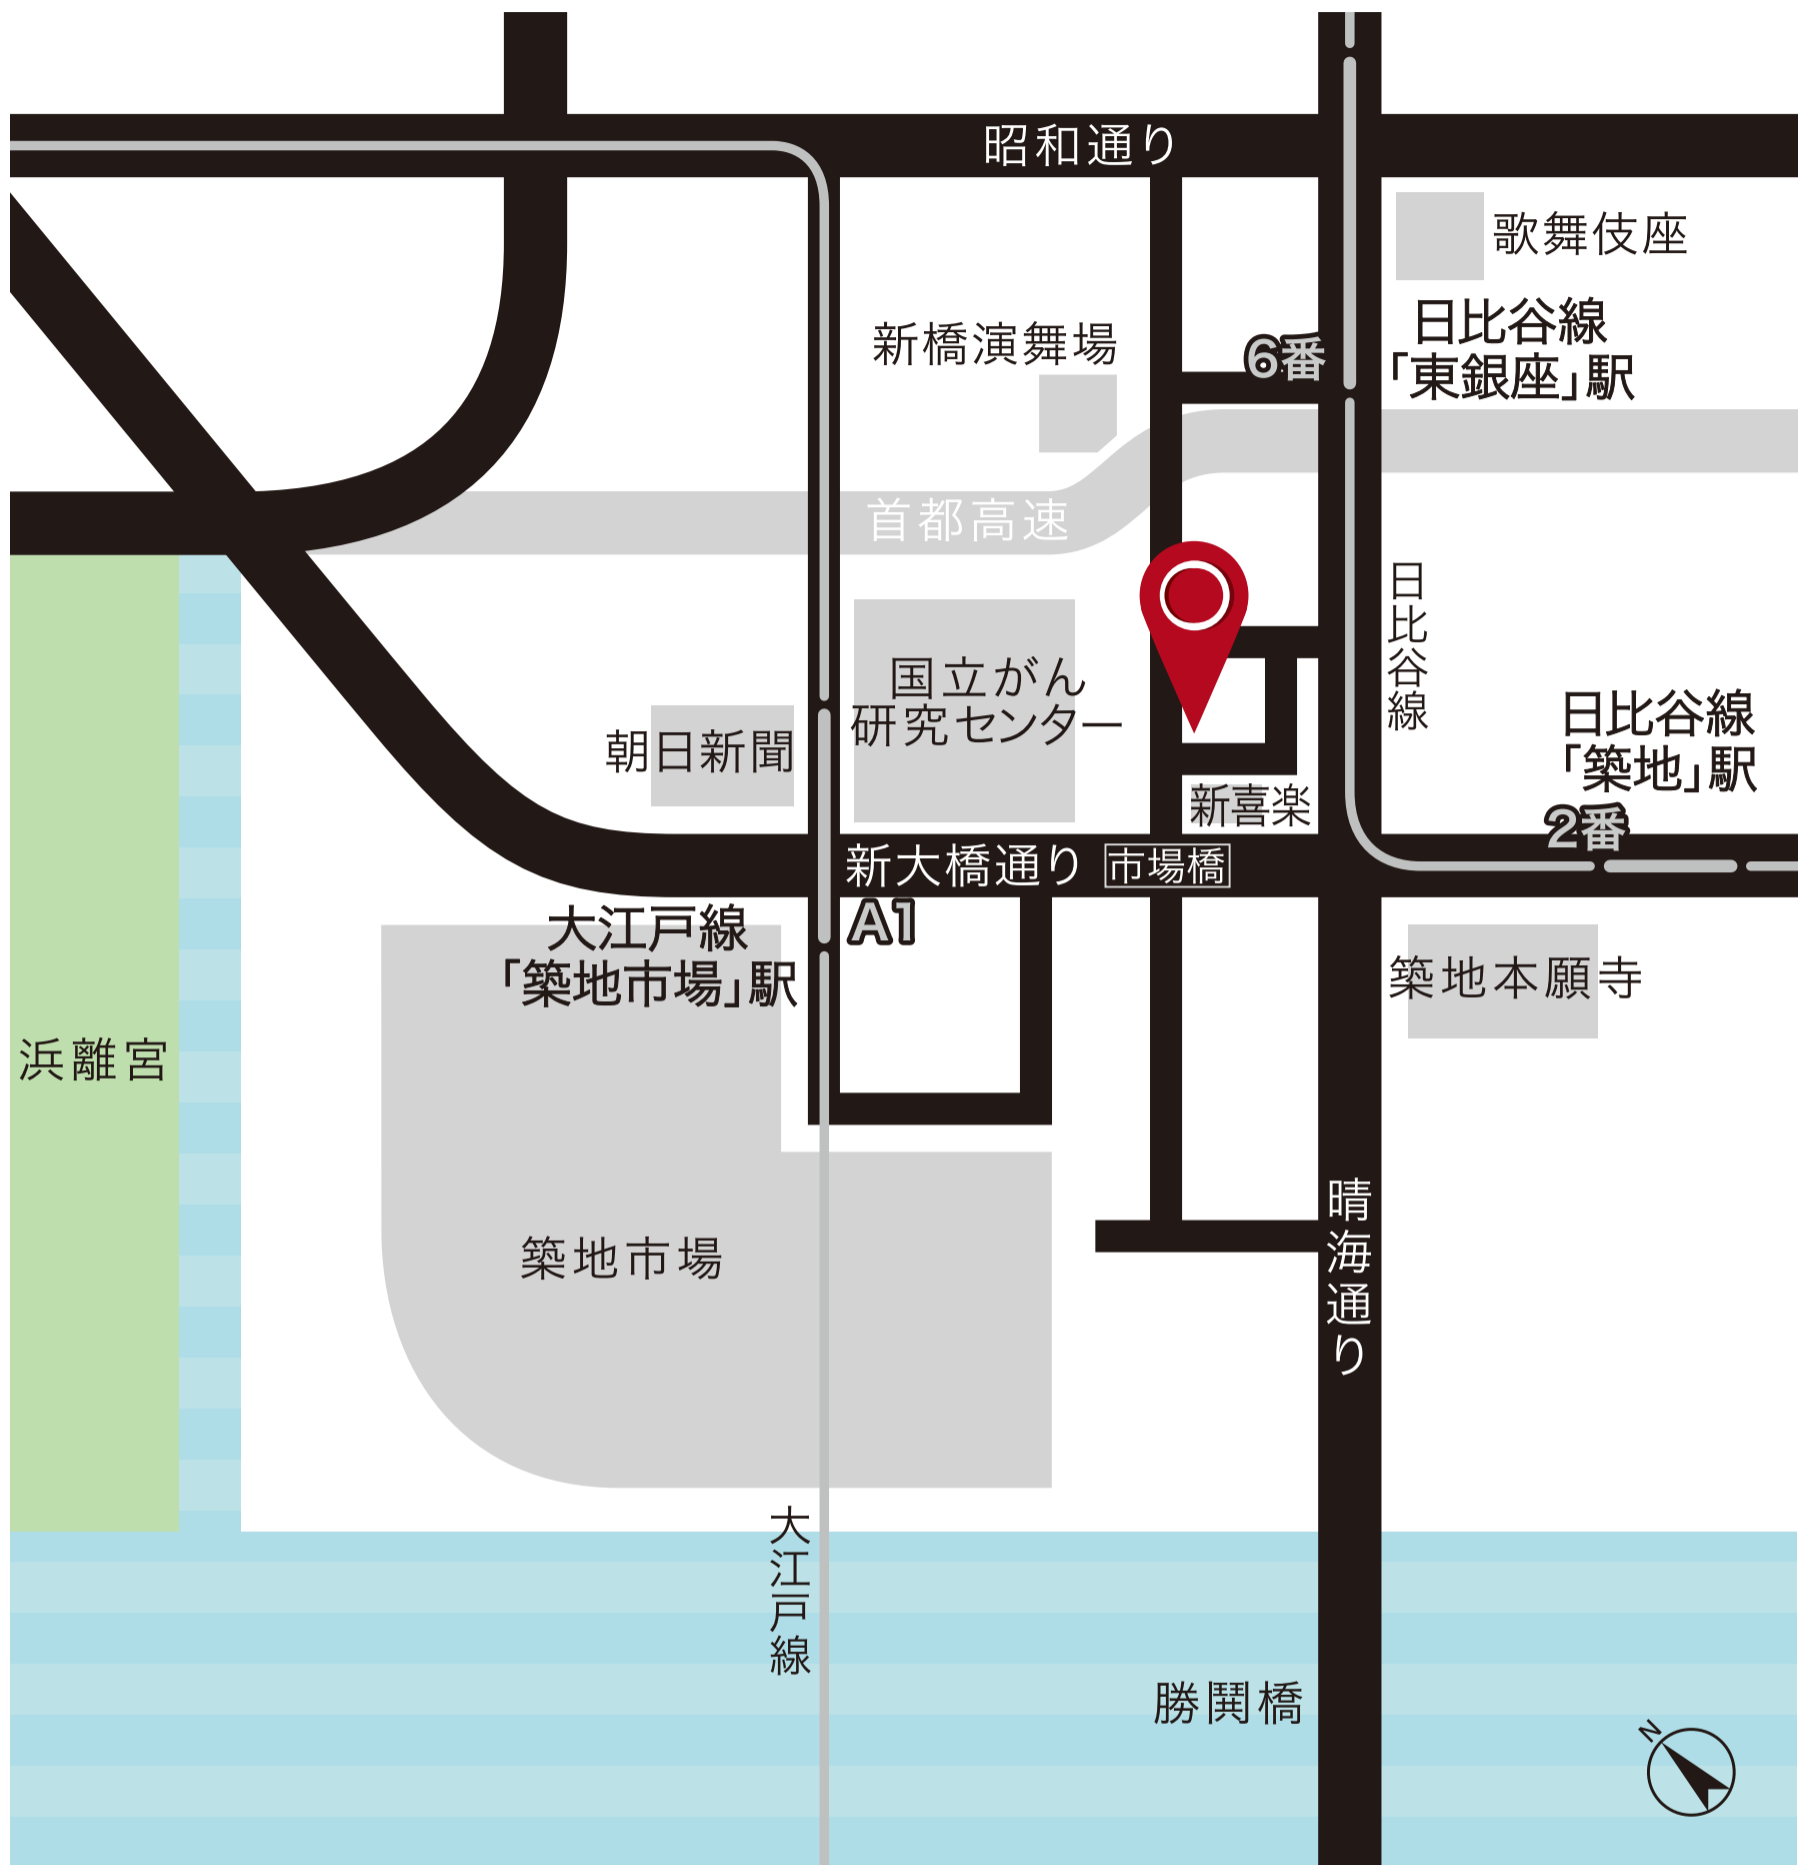 昭和通り
歌舞伎座
日比谷線
「東銀座」駅
6番
新橋演舞場
首都高速
日比谷線
国立がん
研究センター
朝日新聞
日比谷線
「築地」駅
2番
新喜楽
新大橋通り
市場橋
A1
大江戸線
「築地市場」駅
築地本願寺
浜離宮
築地市場
晴海通り
大江戸線
勝鬨橋
N